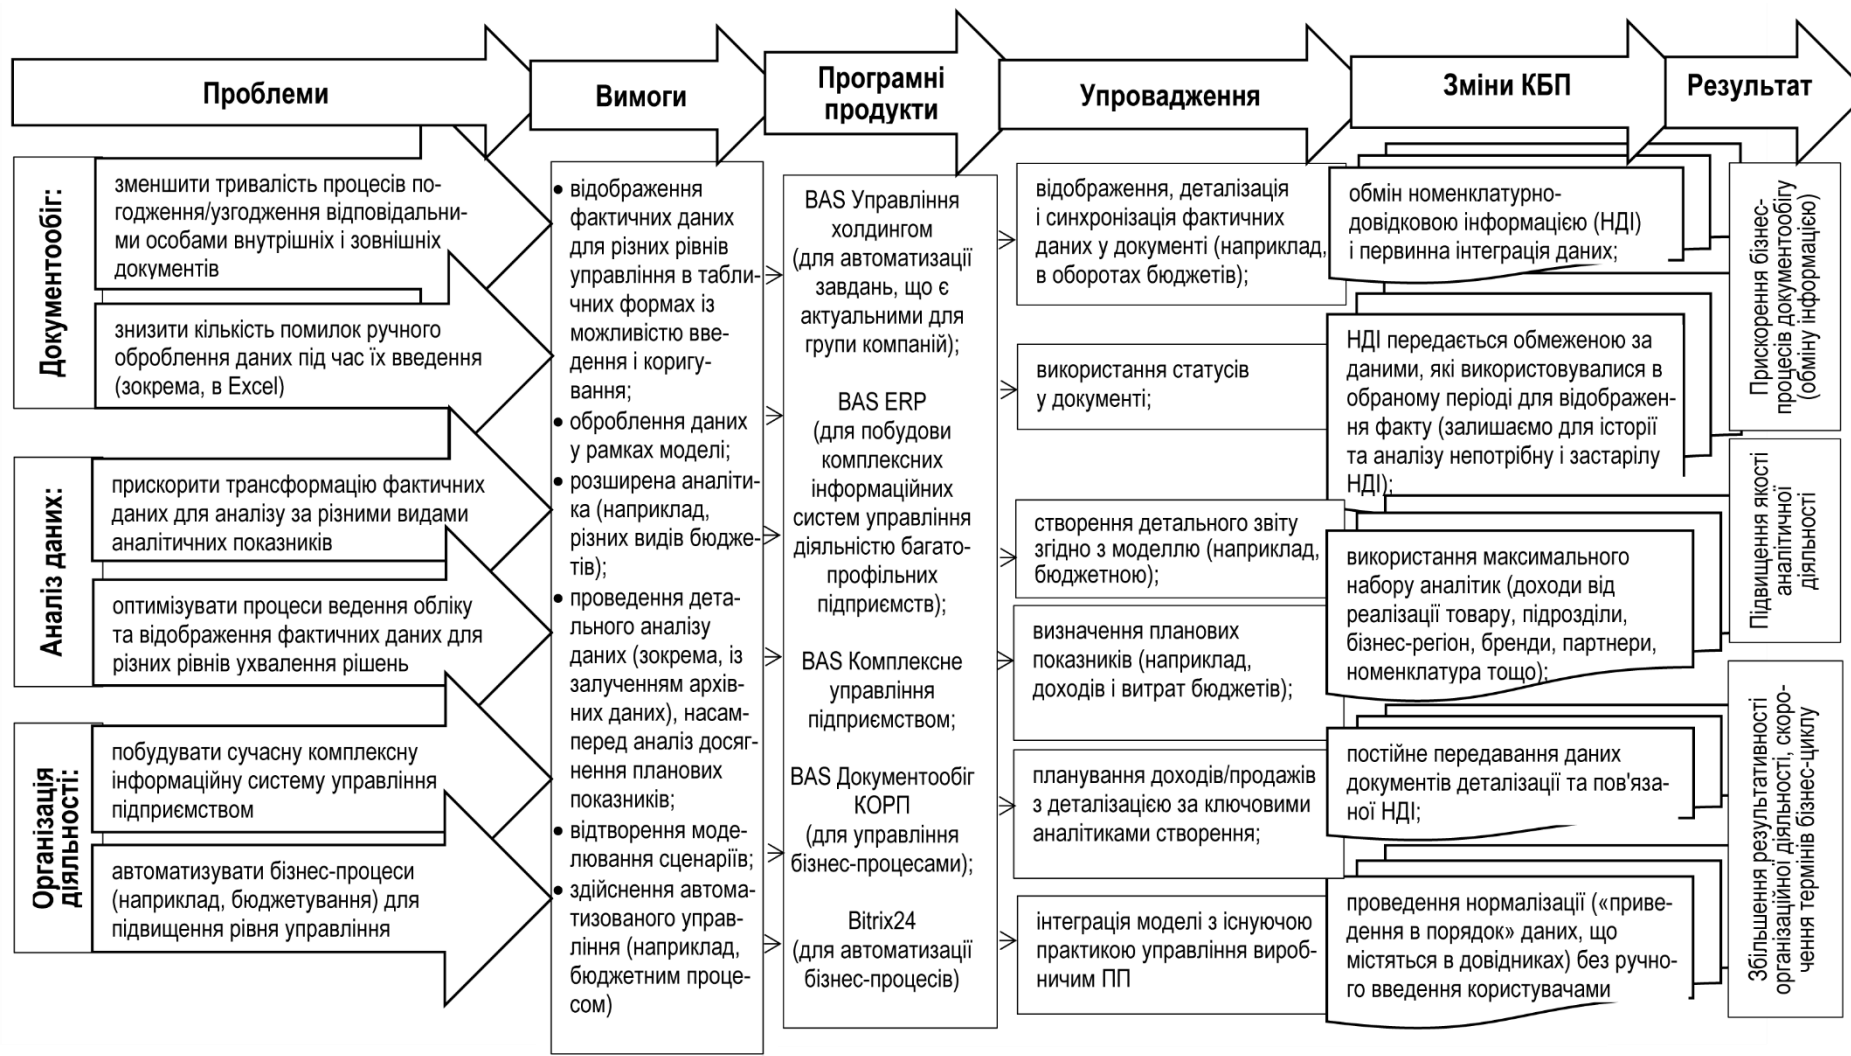 Проблеми
Вимоги
Програмні
продукти
Упровадження
Зміни КБП
Результат
Документообіг:
зменшити тривалість процесів по-
годження/узгодження відповідальни-
ми особами внутрішніх і зовнішніх
документів
знизити кількість помилок ручного
оброблення даних під час їх введення
(зокрема, в Excel)
Аналіз даних:
прискорити трансформацію фактичних
даних для аналізу за різними видами
аналітичних показників
оптимізувати процеси ведення обліку
та відображення фактичних даних для
різних рівнів ухвалення рішень
Організація
діяльності:
побудувати сучасну комплексну
інформаційну систему управління
підприємством
автоматизувати бізнес-процеси
(наприклад, бюджетування) для
підвищення рівня управління
• відображення
фактичних даних
для різних рівнів
управління в табли-
чних формах із
можливістю вве-
дення і коригу-
вання;
• оброблення даних
у рамках моделі;
• розширена аналіти-
ка (наприклад,
різних видів бюдже-
тів);
• проведення дета-
льного аналізу
даних (зокрема, із
залученням архів-
них даних), насам-
перед аналіз досяг-
нення планових
показників;
• відтворення моде-
лювання сценаріїв;
• здійснення автома-
тизованого управ-
ління (наприклад,
бюджетним проце-
сом)
BAS Управління
холдингом
(для автоматизації
завдань, що є
актуальними для
групи компаній);
BAS ERP
(для побудови
комплексних
інформаційних
систем управління
діяльністю багато-
профільних
підприємств);
BAS Комплексне
управління
підприємством;
BAS Документообіг
КОРП
(для управління
бізнес-процесами);
Bitrix24
(для автоматизації
бізнес-процесів)
відображення, деталізація
і синхронізація фактичних
даних у документі (наприклад,
в оборотах бюджетів);
використання статусів
у документі;
створення детального звіту
згідно з моделлю (наприклад,
бюджетною);
визначення планових
показників (наприклад,
доходів і витрат бюджетів);
планування доходів/продажів
з деталізацією за ключовими
аналітиками створення;
інтеграція моделі з існуючою
практикою управління вироб-
ничим ПП
обмін номенклатурно-
довідковою інформацією (НДІ)
і первинна інтеграція даних;
НДІ передається обмеженою за
даними, які використовувалися в
обраному періоді для відображен-
ня факту (залишаємо для історії
та аналізу непотрібну і застарілу
НДІ);
використання максимального
набору аналітик (доходи від
реалізації товару, підрозділи,
бізнес-регіон, бренди, партнери,
номенклатура тощо);
постійне передавання даних
документів деталізації та пов'яза-
ної НДІ;
проведення нормалізації («приве-
дення в порядок» даних, що
містяться в довідниках) без ручно-
го введення користувачами
Прискорення бізнес-
процесів документообігу
(обміну інформацією)
Підвищення якості
аналітичної
діяльності
Збільшення результативності
організаційної діяльності, скоро-
чення термінів бізнес-циклу